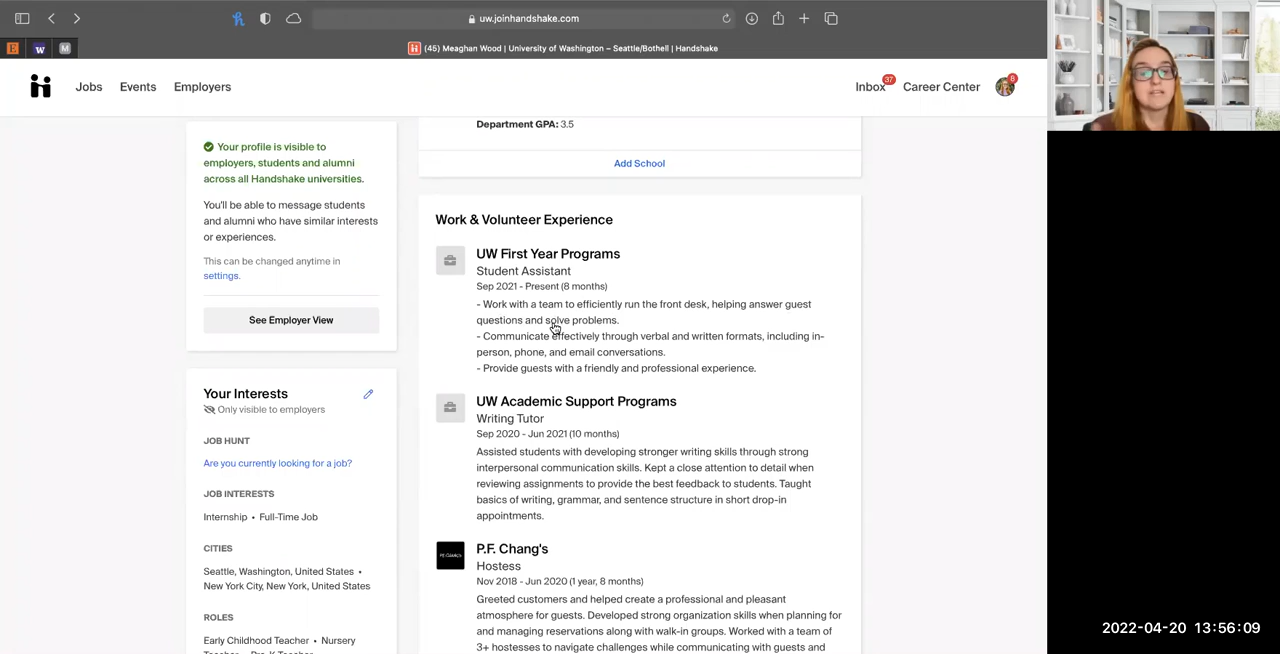 uw.joinhandshake.com
E
W
M
(45) Meaghan Wood | University of Washington – Seattle/Bothell | Handshake
Jobs
Events
Employers
Inbox
37
Career Center
8
Your profile is visible to
employers, students and alumni
across all Handshake universities.
You'll be able to message students
and alumni who have similar interests
or experiences.
This can be changed anytime in
settings.
See Employer View
Your Interests
Only visible to employers
JOB HUNT
Are you currently looking for a job?
JOB INTERESTS
Internship • Full-Time Job
CITIES
Seattle, Washington, United States •
New York City, New York, United States
ROLES
Early Childhood Teacher • Nursery
Department GPA: 3.5
Add School
Work & Volunteer Experience
UW First Year Programs
Student Assistant
Sep 2021 - Present (8 months)
- Work with a team to efficiently run the front desk, helping answer guest
questions and solve problems.
- Communicate effectively through verbal and written formats, including in-
person, phone, and email conversations.
- Provide guests with a friendly and professional experience.
UW Academic Support Programs
Writing Tutor
Sep 2020 - Jun 2021 (10 months)
Assisted students with developing stronger writing skills through strong
interpersonal communication skills. Kept a close attention to detail when
reviewing assignments to provide the best feedback to students. Taught
basics of writing, grammar, and sentence structure in short drop-in
appointments.
P.F. CHANG'S
P.F. Chang's
Hostess
Nov 2018 - Jun 2020 (1 year, 8 months)
Greeted customers and helped create a professional and pleasant
atmosphere for guests. Developed strong organization skills when planning for
and managing reservations along with walk-in groups. Worked with a team of
3+ hostesses to navigate challenges while communicating with guests and
2022-04-20 13:56:09